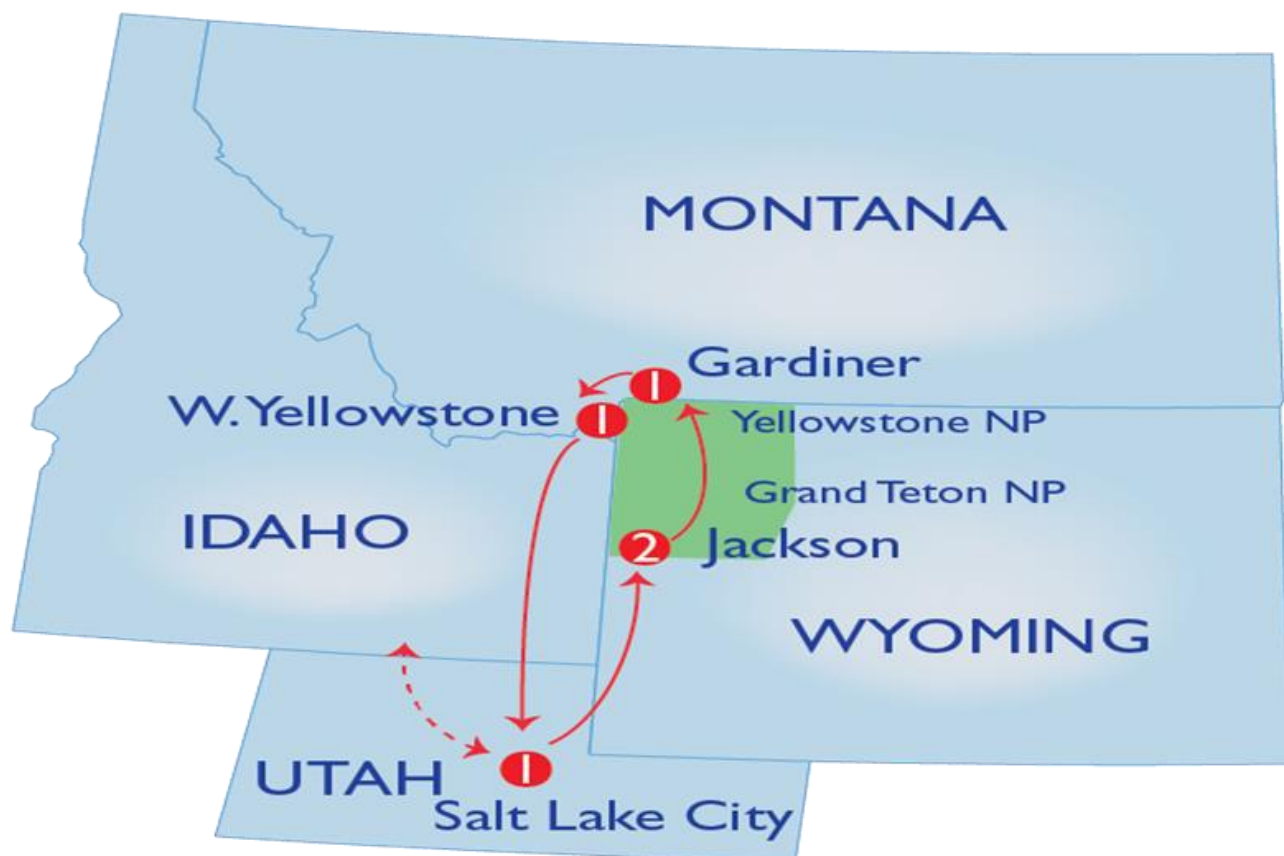 MONTANA
Gardiner
1
W. Yellowstone
1
Yellowstone NP
Grand Teton NP
IDAHO
2
Jackson
WYOMING
1
UTAH
Salt Lake City